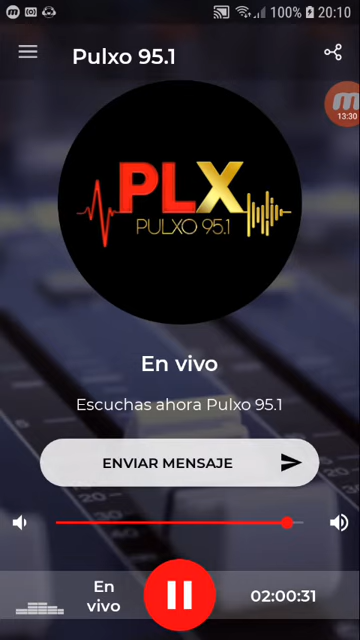 100% 20:10
Pulxo 95.1
13:30
PLX
PULXO 95.1
En vivo
Escuchas ahora Pulxo 95.1
ENVIAR MENSAJE
En
vivo
02:00:31